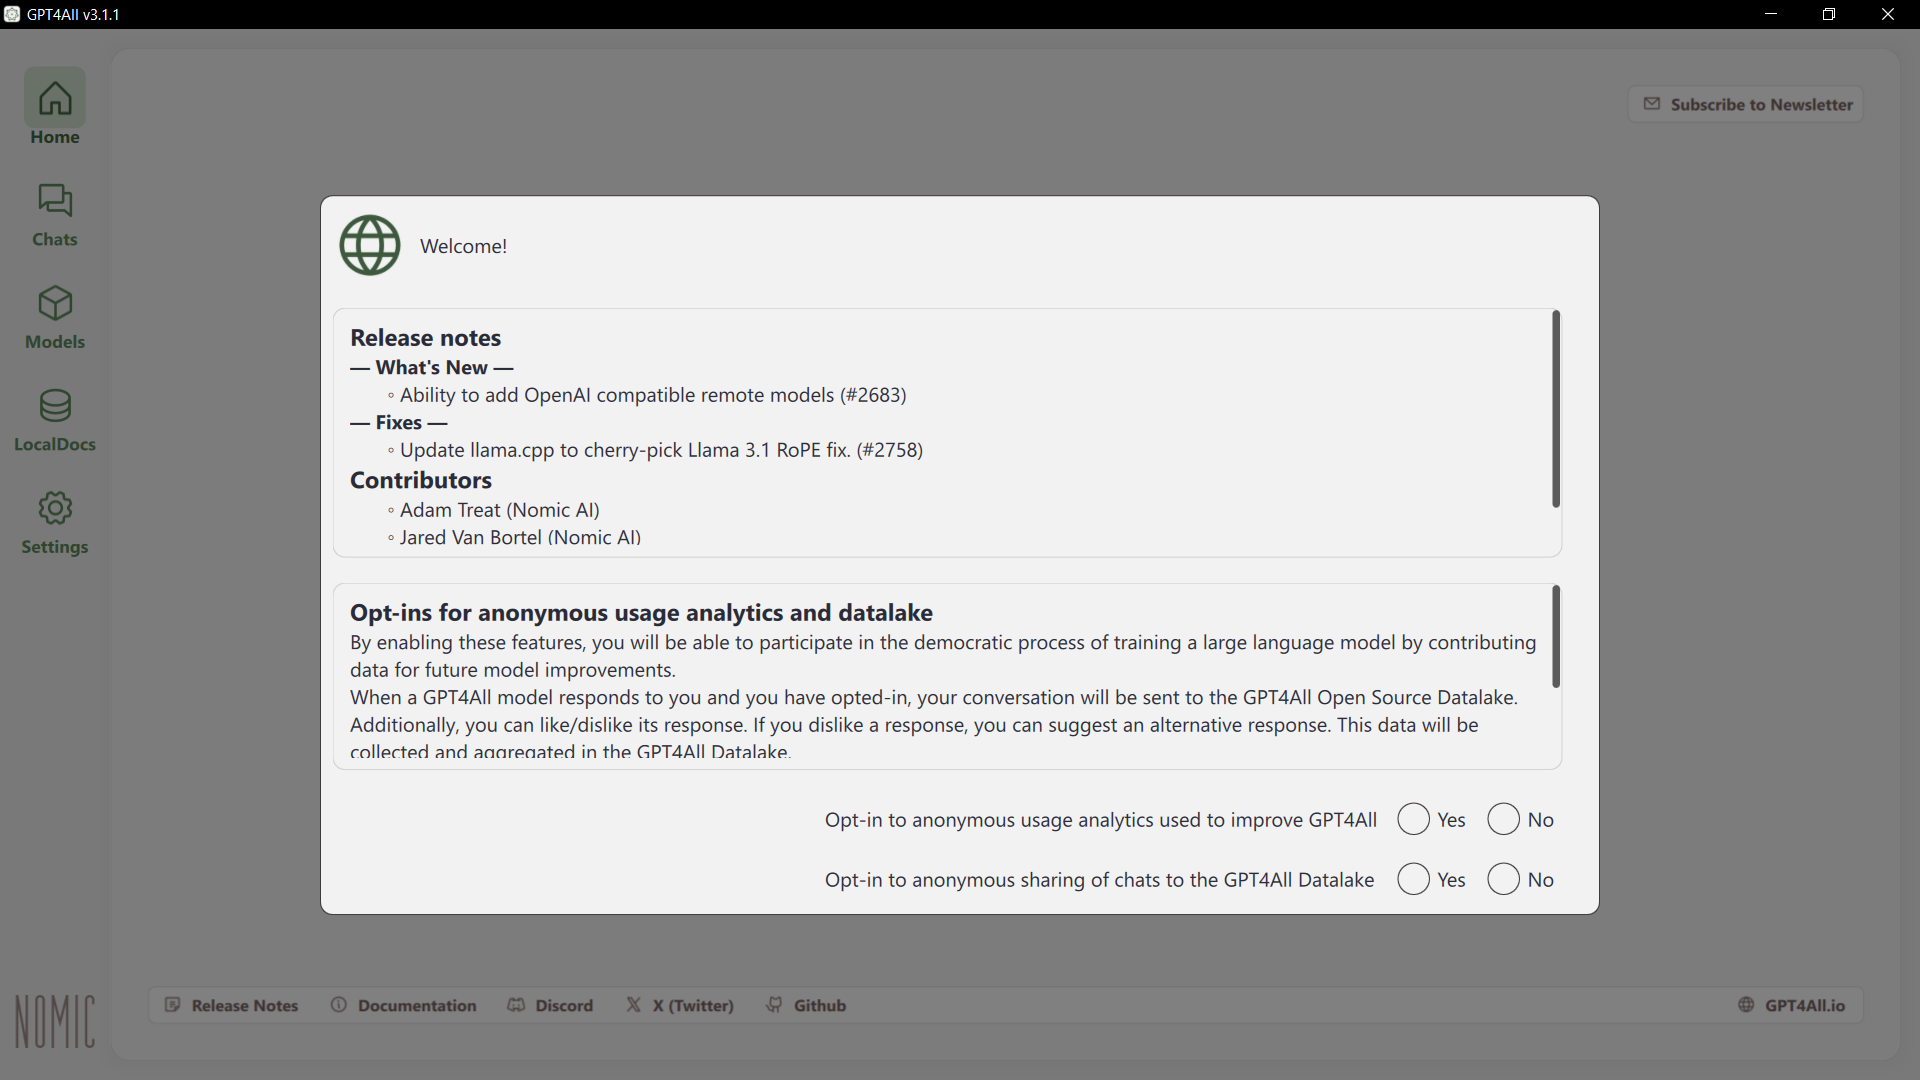 GPT4All v3.1.1
Home
Chats
Models
LocalDocs
Settings
NOMIC
Subscribe to Newsletter
Welcome!
Release notes
— What's New —
◦ Ability to add OpenAI compatible remote models (#2683)
— Fixes —
◦ Update llama.cpp to cherry-pick Llama 3.1 RoPE fix. (#2758)
Contributors
◦ Adam Treat (Nomic AI)
◦ Jared Van Bortel (Nomic AI)
Opt-ins for anonymous usage analytics and datalake
By enabling these features, you will be able to participate in the democratic process of training a large language model by contributing
data for future model improvements.
When a GPT4All model responds to you and you have opted-in, your conversation will be sent to the GPT4All Open Source Datalake.
Additionally, you can like/dislike its response. If you dislike a response, you can suggest an alternative response. This data will be
collected and aggregated in the GPT4All Datalake.
Opt-in to anonymous usage analytics used to improve GPT4All Yes No
Opt-in to anonymous sharing of chats to the GPT4All Datalake Yes No
Release Notes Documentation Discord X (Twitter) Github GPT4All.io